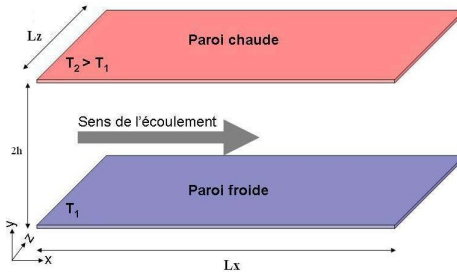 Lz
Paroi chaude
T2 > T1
Sens de l'écoulement
2h
Paroi froide
T1
y
z
x
Lx